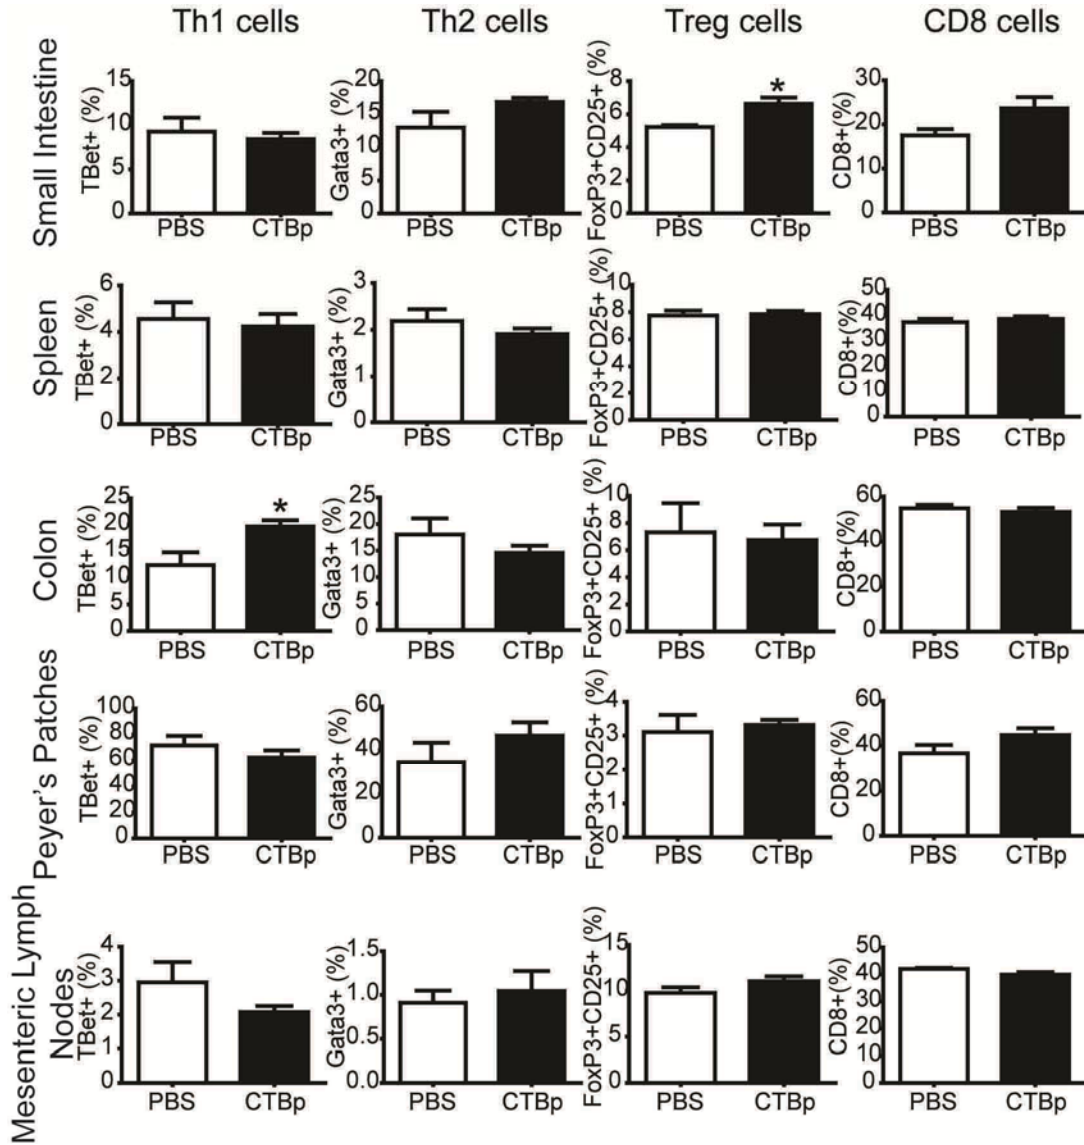 Th1 cells Th2 cells Treg cells CD8 cells
Small Intestine
TBet+ (%)
15
10
5
0
PBS CTBp
Gata3+ (%)
20
15
10
5
0
PBS CTBp
FoxP3+CD25+ (%)
8
6
4
2
0
*
PBS CTBp
CD8+(%)
30
20
10
0
PBS CTBp
Spleen
TBet+ (%)
6
4
2
0
PBS CTBp
Gata3+ (%)
3
2
1
0
PBS CTBp
FoxP3+CD25+ (%)
10
8
6
4
2
0
PBS CTBp
CD8+(%)
50
40
30
20
10
0
PBS CTBp
Colon
TBet+ (%)
25
20
15
10
5
0
*
PBS CTBp
Gata3+ (%)
25
20
15
10
5
0
PBS CTBp
FoxP3+CD25+ (%)
10
8
6
4
2
0
PBS CTBp
CD8+(%)
60
40
20
0
PBS CTBp
Peyer's Patches
TBet+ (%)
100
80
60
40
20
0
PBS CTBp
Gata3+ (%)
60
40
20
0
PBS CTBp
FoxP3+CD25+ (%)
4
3
2
1
0
PBS CTBp
CD8+(%)
60
40
20
0
PBS CTBp
Mesenteric Lymph
Nodes
TBet+ (%)
4
3
2
1
0
PBS CTBp
Gata3+ (%)
1.5
1.0
0.5
0.0
PBS CTBp
FoxP3+CD25+ (%)
15
10
5
0
PBS CTBp
CD8+(%)
50
40
30
20
10
0
PBS CTBp